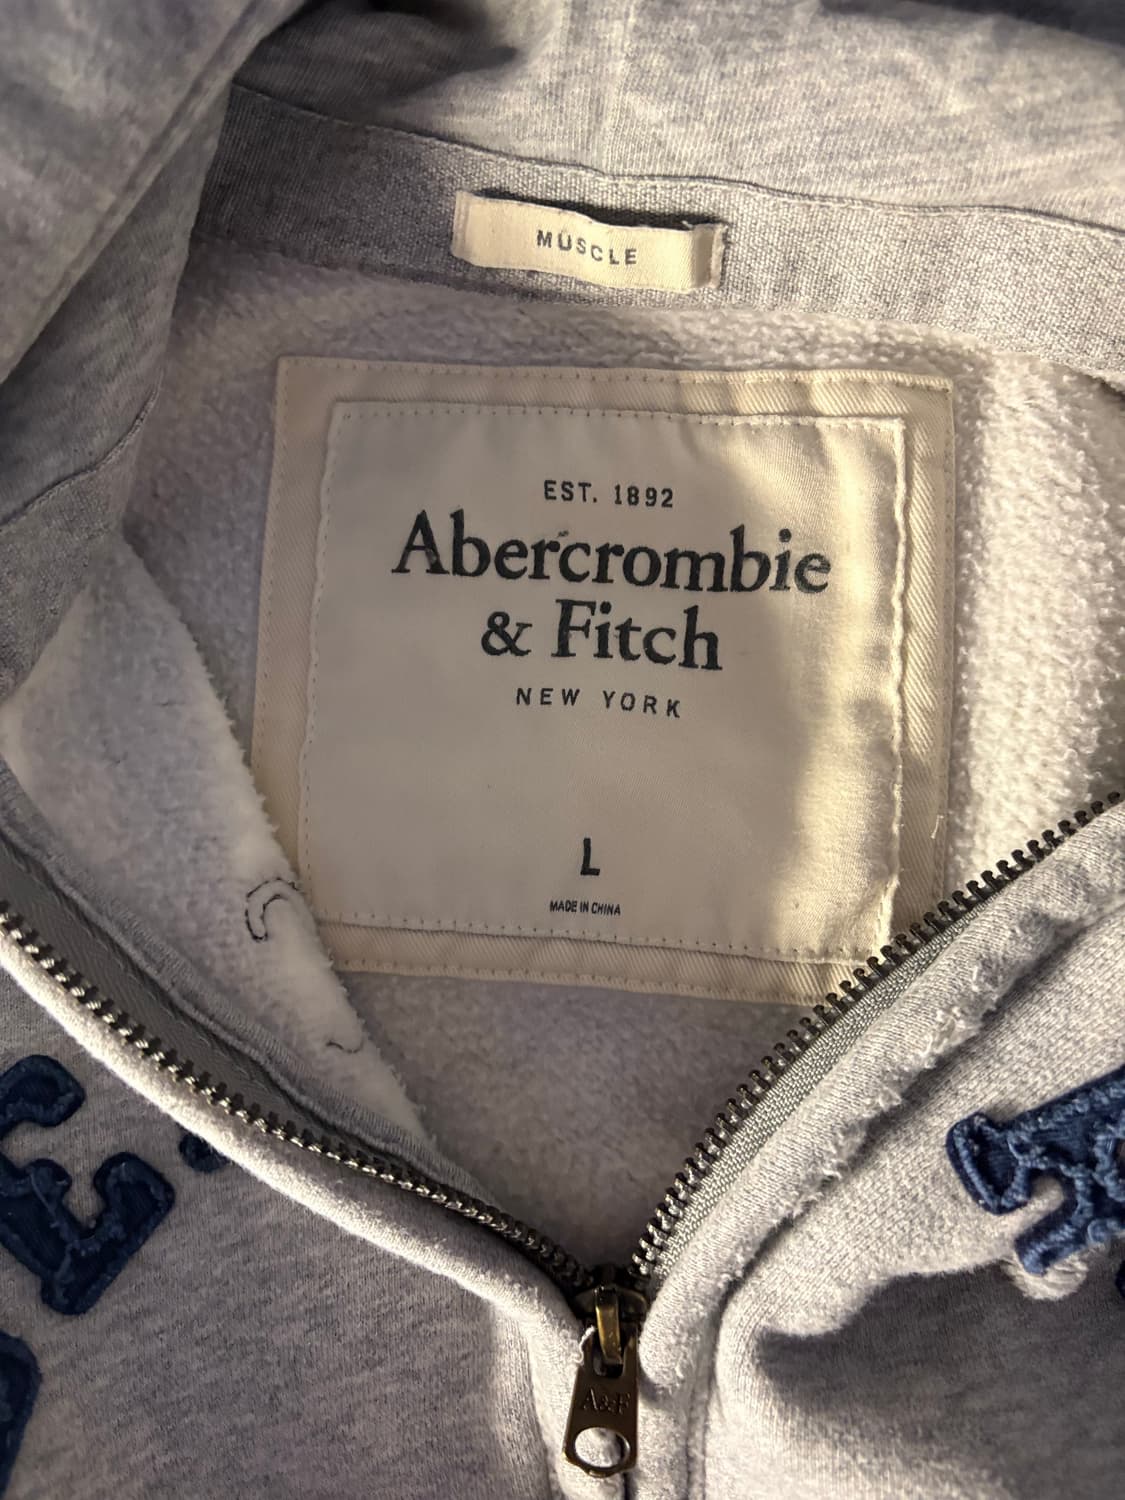 MUSCLE
EST. 1892
Abercrombie
& Fitch
NEW YORK
L
MADE IN CHINA
A&F